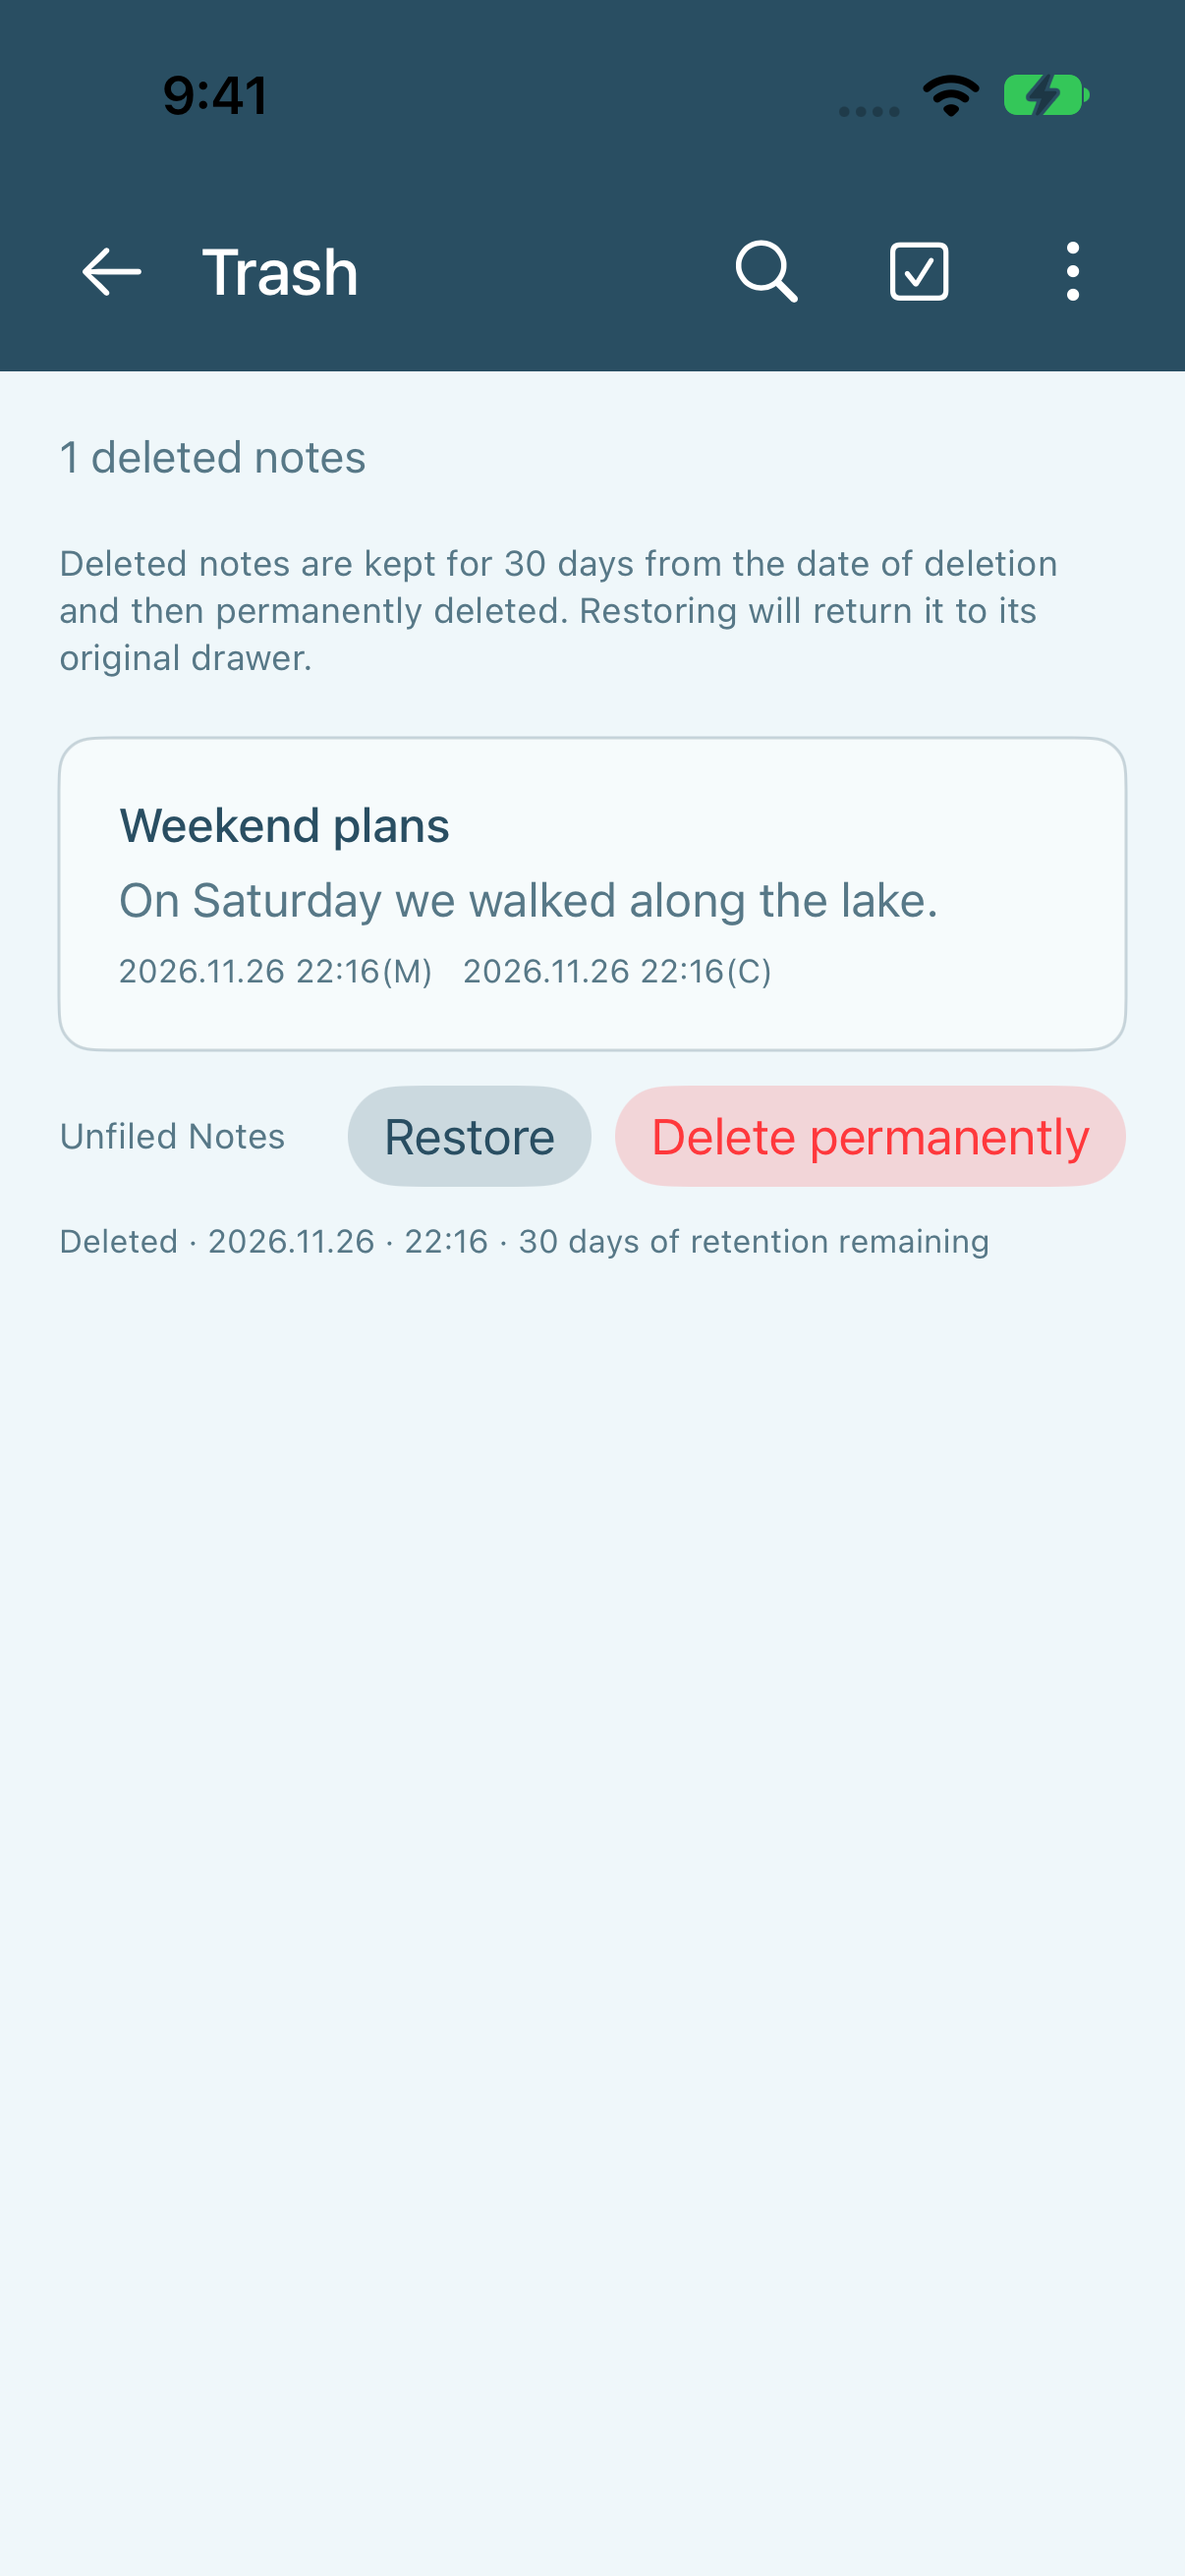 9:41
Trash
1 deleted notes
Deleted notes are kept for 30 days from the date of deletion
and then permanently deleted. Restoring will return it to its
original drawer.
Weekend plans
On Saturday we walked along the lake.
2026.11.26 22:16(M) 2026.11.26 22:16(C)
Unfiled Notes Restore Delete permanently
Deleted · 2026.11.26 · 22:16 · 30 days of retention remaining